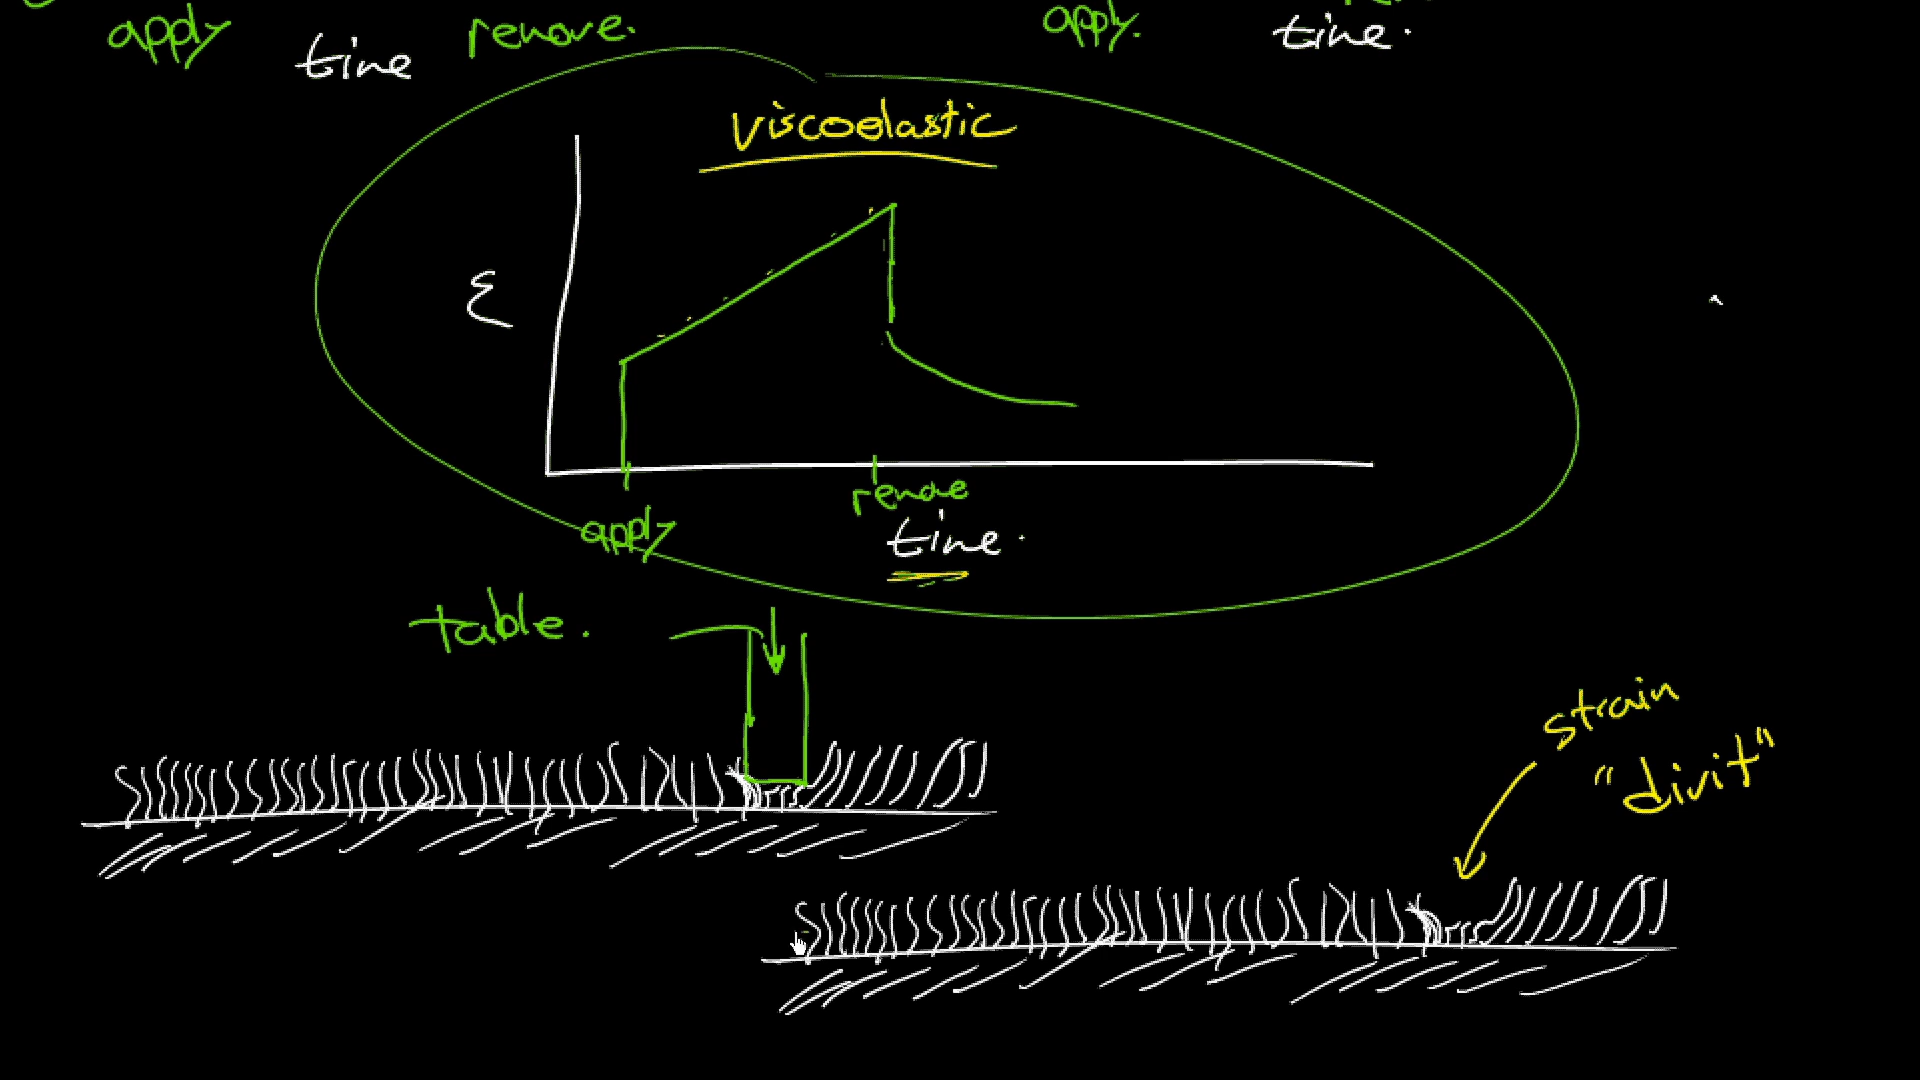 apply time remove. apply. time.
viscoelastic
ε
remove
apply
time.
table.
strain
"divit"